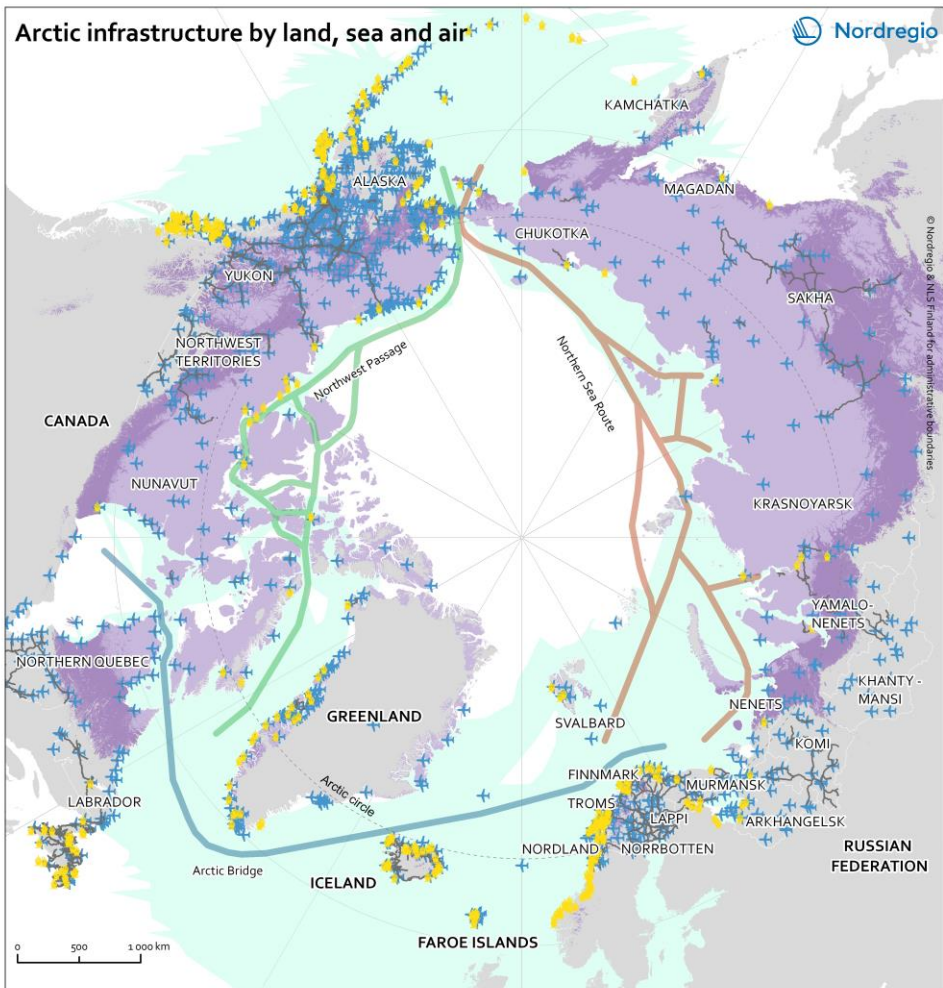 Arctic infrastructure by land, sea and air
Nordregio
KAMCHATKA
ALASKA
MAGADAN
CHUKOTKA
YUKON
SAKHA
NORTHWEST
TERRITORIES
Northwest Passage
Northern Sea Route
CANADA
NUNAVUT
KRASNOYARSK
© Nordregio & NLS Finland for administrative boundaries
YAMALO-
NENETS
NORTHERN QUEBEC
KHANTY -
MANSI
GREENLAND
SVALBARD
NENETS
KOMI
FINNMARK
MURMANSK
LABRADOR
Arctic circle
TROMS
LAPPI
ARKHANGELSK
NORDLAND
NORRBOTTEN
RUSSIAN
FEDERATION
Arctic Bridge
ICELAND
FAROE ISLANDS
0 500 1 000 km